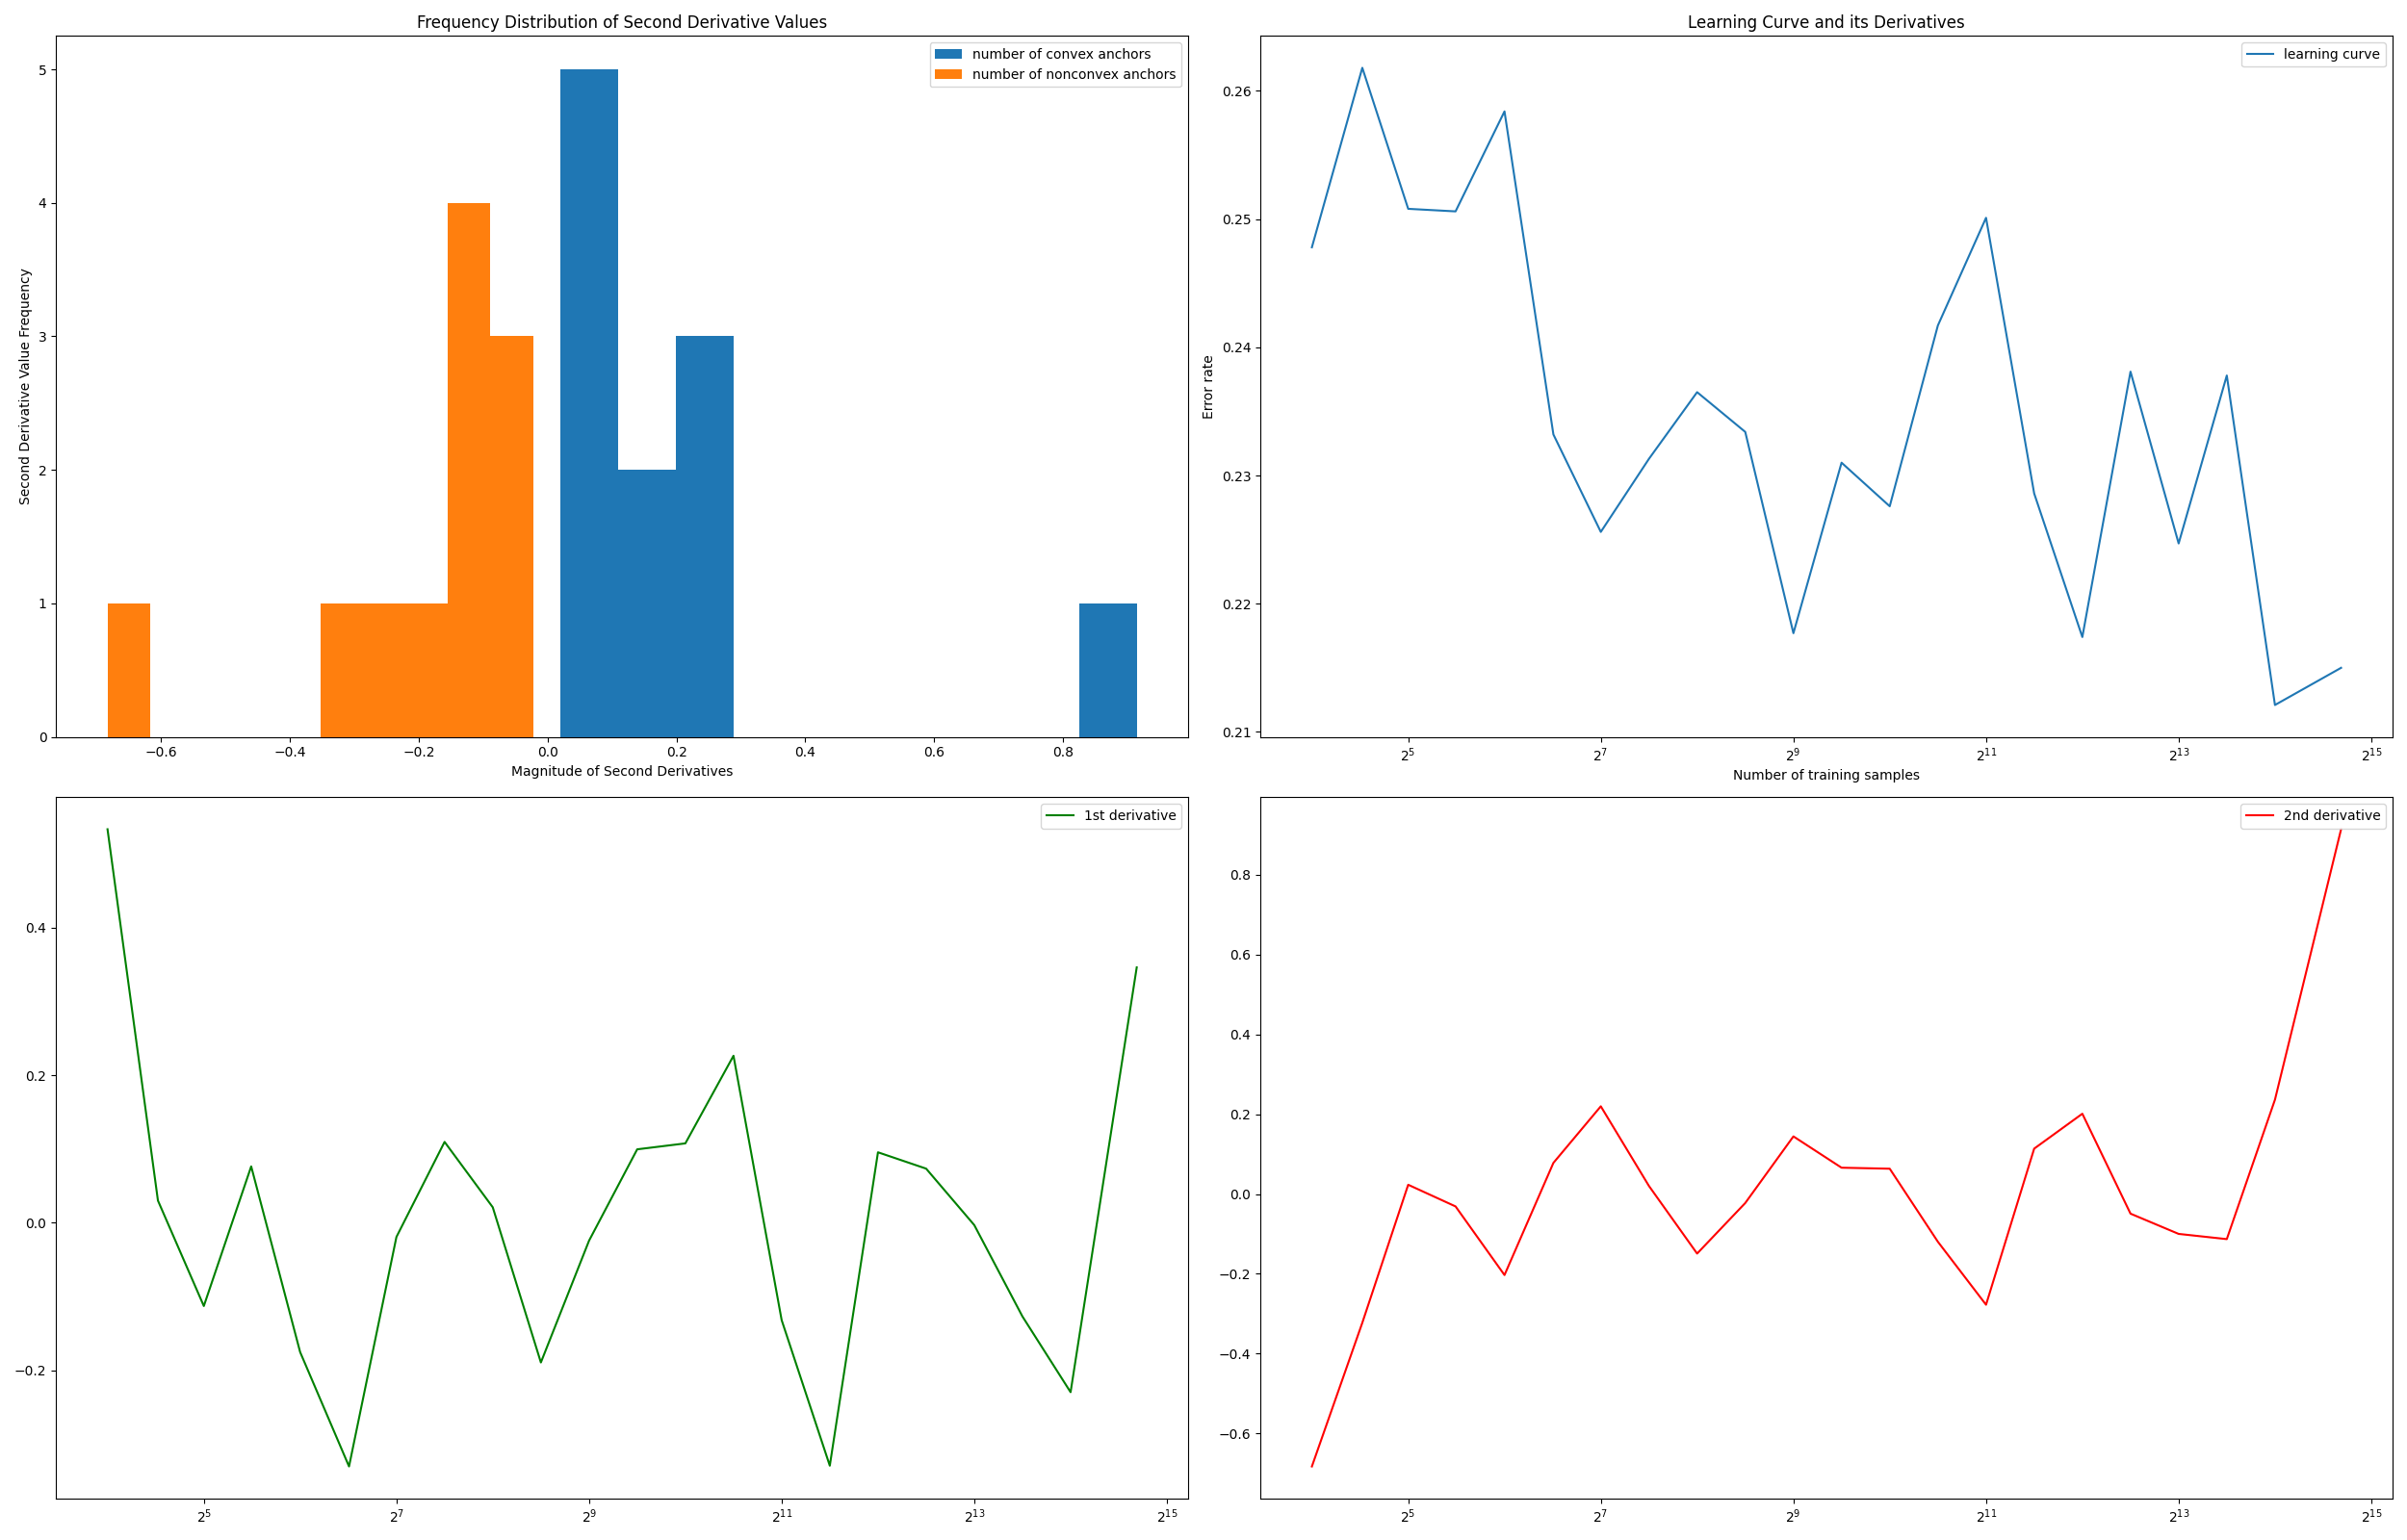 Frequency Distribution of Second Derivative Values
number of convex anchors
number of nonconvex anchors
5
4
3
2
1
0
Second Derivative Value Frequency
−0.6 −0.4 −0.2 0.0 0.2 0.4 0.6 0.8
Magnitude of Second Derivatives
Learning Curve and its Derivatives
learning curve
0.26
0.25
0.24
0.23
0.22
0.21
Error rate
2^5 2^7 2^9 2^11 2^13 2^15
Number of training samples
1st derivative
0.4
0.2
0.0
−0.2
2^5 2^7 2^9 2^11 2^13 2^15
2nd derivative
0.8
0.6
0.4
0.2
0.0
−0.2
−0.4
−0.6
2^5 2^7 2^9 2^11 2^13 2^15